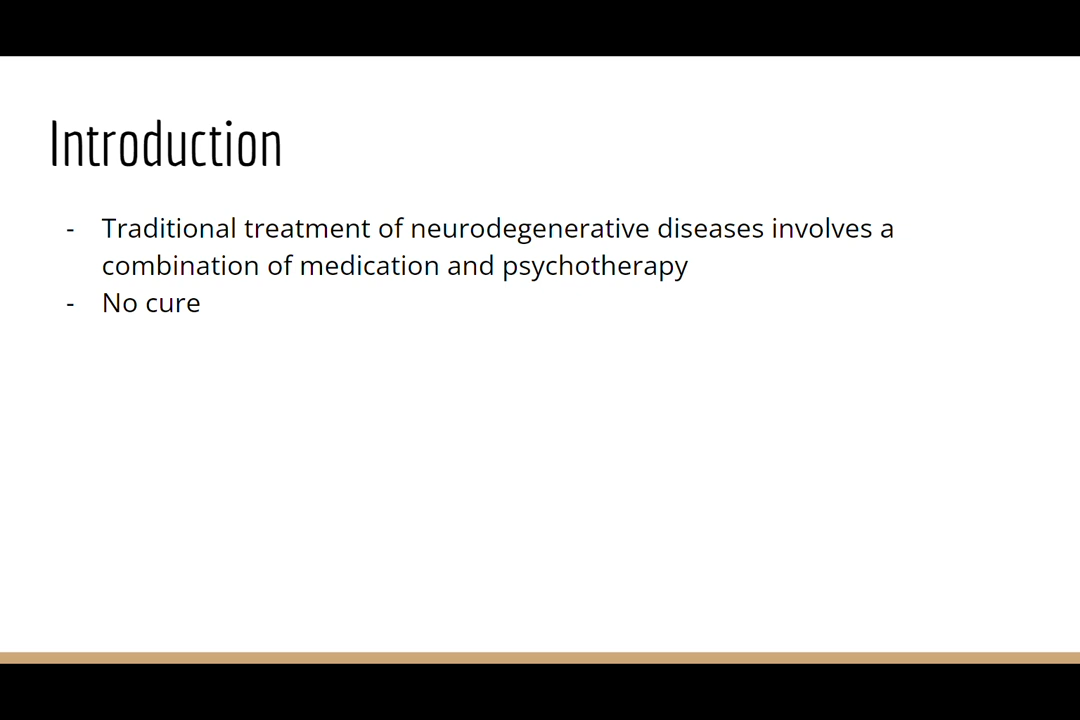 Introduction
- Traditional treatment of neurodegenerative diseases involves a
combination of medication and psychotherapy
- No cure